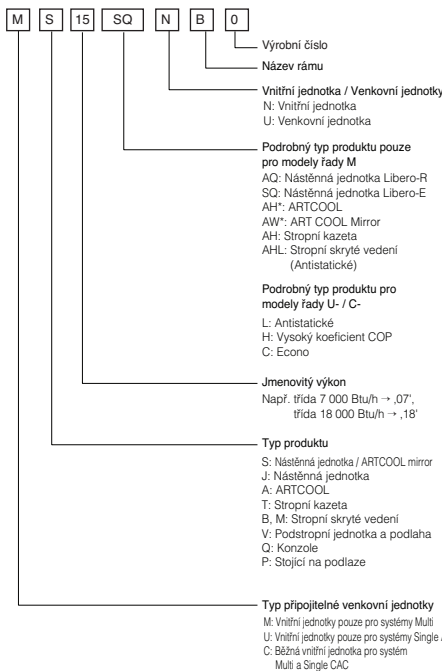 M S 15 SQ N B 0
Výrobní číslo
Název rámu
Vnitřní jednotka / Venkovní jednotky
N: Vnitřní jednotka
U: Venkovní jednotka
Podrobný typ produktu pouze
pro modely řady M
AQ: Nástěnná jednotka Libero-R
SQ: Nástěnná jednotka Libero-E
AH*: ARTCOOL
AW*: ART COOL Mirror
AH: Stropní kazeta
AHL: Stropní skryté vedení
(Antistatické)
Podrobný typ produktu pro
modely řady U- / C-
L: Antistatické
H: Vysoký koeficient COP
C: Econo
Jmenovitý výkon
Např. třída 7 000 Btu/h → ‚07',
třída 18 000 Btu/h → ‚18'
Typ produktu
S: Nástěnná jednotka / ARTCOOL mirror
J: Nástěnná jednotka
A: ARTCOOL
T: Stropní kazeta
B, M: Stropní skryté vedení
V: Podstropní jednotka a podlaha
Q: Konzole
P: Stojící na podlaze
Typ připojitelné venkovní jednotky
M: Vnitřní jednotky pouze pro systémy Multi
U: Vnitřní jednotky pouze pro systémy Single
C: Běžná vnitřní jednotka pro systém
Multi a Single CAC